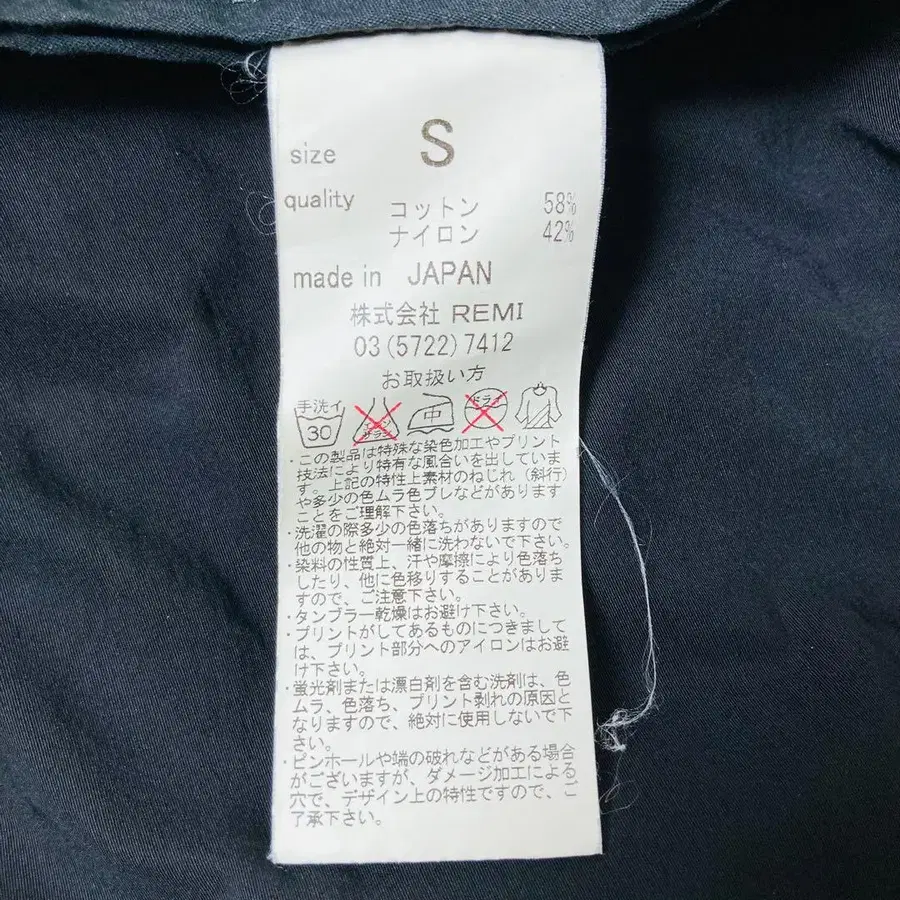 size S
quality コットン 58%
ナイロン 42%
made in JAPAN
株式会社 REMI
03(5722)7412
お取扱い方
手洗イ 30 エンソ サラシ 中 ドライ
・この製品は特殊な染色加工やプリント
技法により特有な風合いを出していま
す。上記の特性上素材のねじれ（斜行）
や多少の色ムラ色ブレなどがあります
ことをご理解下さい。
・洗濯の際多少の色落ちがありますので
他の物と絶対一緒に洗わないで下さい。
・染料の性質上、汗や摩擦により色落ち
したり、他に色移りすることがありま
すので、ご注意下さい。
・タンブラー乾燥はお避け下さい。
・プリントがしてあるものにつきまして
は、プリント部分へのアイロンはお避
け下さい。
・蛍光剤または漂白剤を含む洗剤は、色
ムラ、色落ち、プリント剥れの原因と
なりますので、絶対に使用しないで下
さい。
・ピンホールや端の破れなどがある場合
がございますが、ダメージ加工による
穴で、デザイン上の特性ですので、ご
了承下さい。